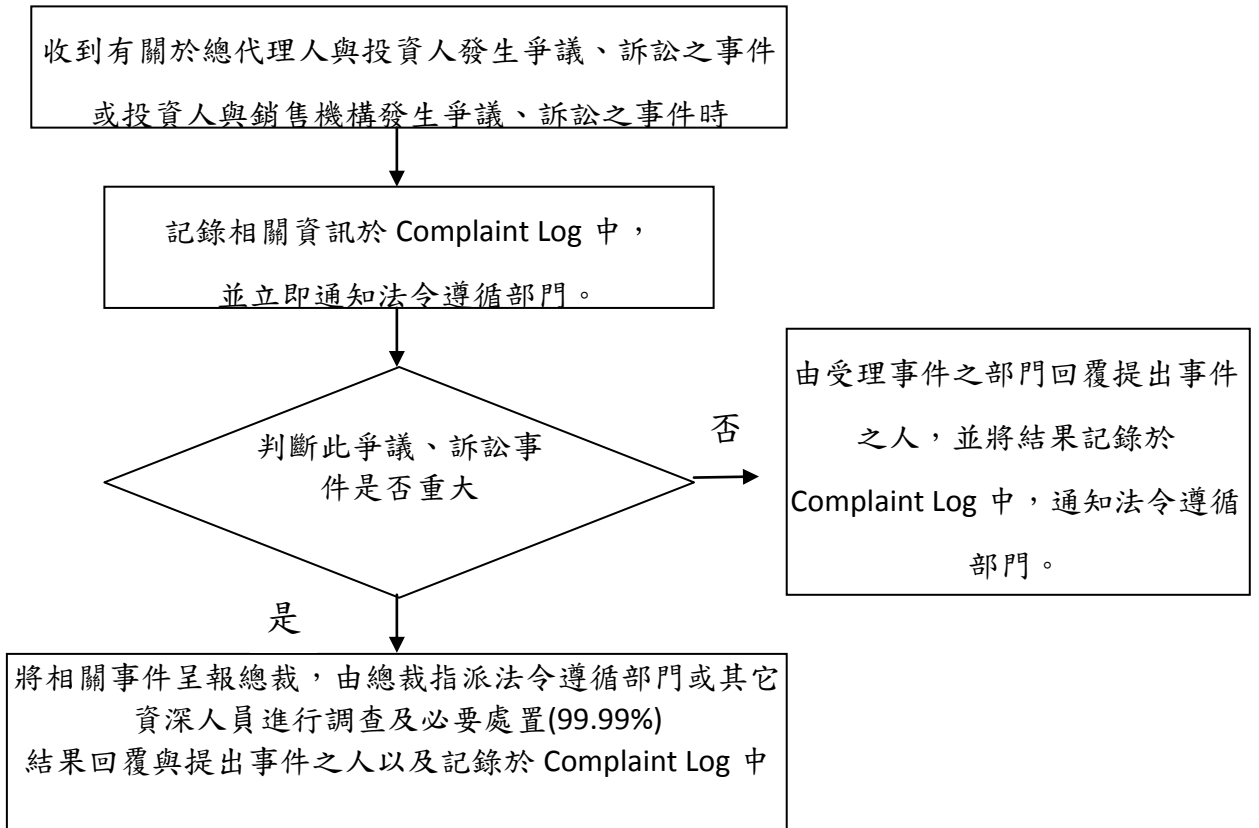 收到有關於總代理人與投資人發生爭議、訴訟之事件
或投資人與銷售機構發生爭議、訴訟之事件時
記錄相關資訊於 Complaint Log 中，
並立即通知法令遵循部門。
判斷此爭議、訴訟事
件是否重大
否
由受理事件之部門回覆提出事件
之人，並將結果記錄於
Complaint Log 中，通知法令遵循
部門。
是
將相關事件呈報總裁，由總裁指派法令遵循部門或其它
資深人員進行調查及必要處置(99.99%)
結果回覆與提出事件之人以及記錄於 Complaint Log 中